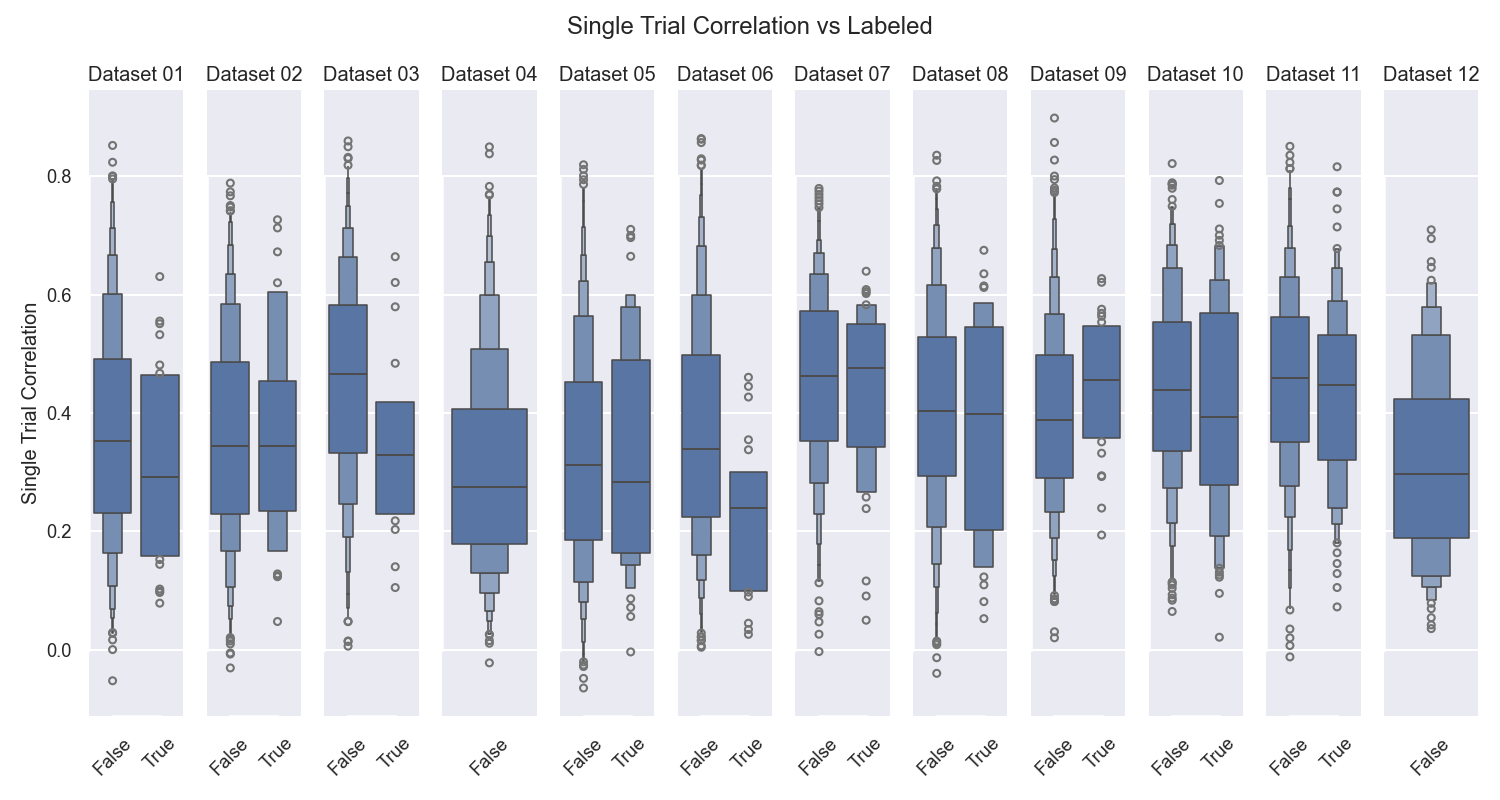 Single Trial Correlation vs Labeled
Dataset 01 Dataset 02 Dataset 03 Dataset 04 Dataset 05 Dataset 06 Dataset 07 Dataset 08 Dataset 09 Dataset 10 Dataset 11 Dataset 12
Single Trial Correlation
0.8
0.6
0.4
0.2
0.0
False True False True False True False False True False True False True False True False True False True False True False